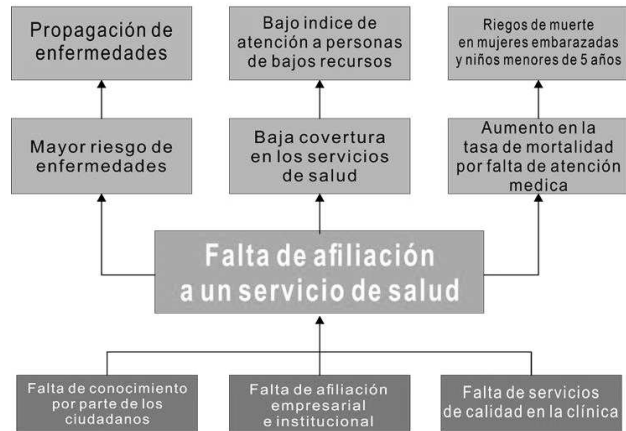 Propagación de
enfermedades
Bajo indice de
atención a personas
de bajos recursos
Riegos de muerte
en mujeres embarazadas
y niños menores de 5 años
Mayor riesgo de
enfermedades
Baja covertura
en los servicios
de salud
Aumento en la
tasa de mortalidad
por falta de atención
medica
Falta de afiliación
a un servicio de salud
Falta de conocimiento
por parte de los
ciudadanos
Falta de afiliación
empresarial
e institucional
Falta de servicios
de calidad en la clínica